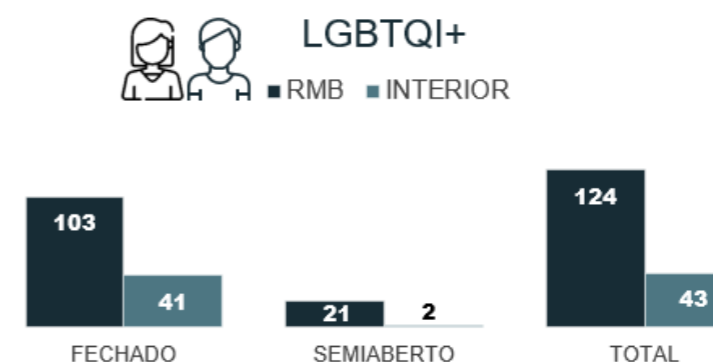 LGBTQI+
RMB INTERIOR
103 41 21 2 124 43
FECHADO SEMIABERTO TOTAL